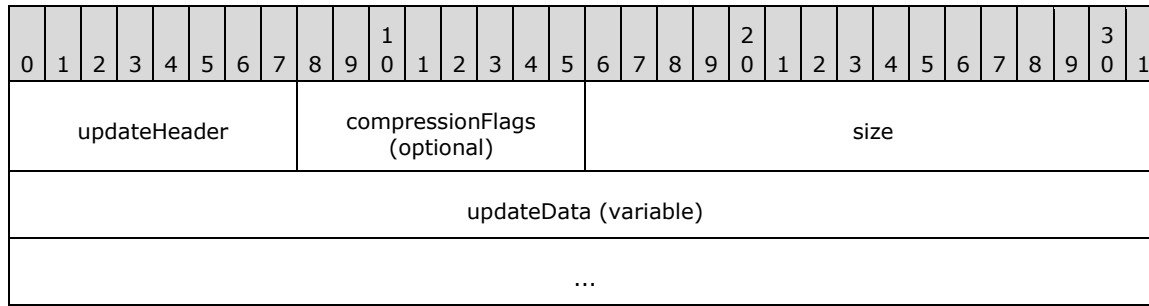 1 2 3
0 1 2 3 4 5 6 7 8 9 0 1 2 3 4 5 6 7 8 9 0 1 2 3 4 5 6 7 8 9 0 1
updateHeader compressionFlags size
(optional)
updateData (variable)
...